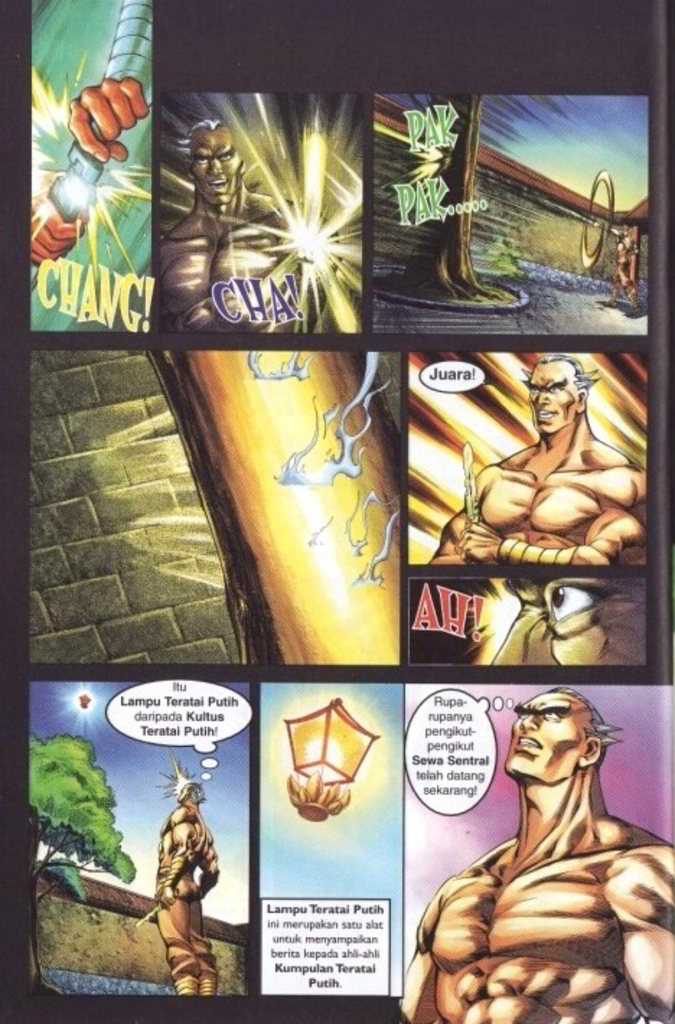 CHANG!
CHA!
PAK
PAK.....
Juara!
AH!
Itu
Lampu Teratai Putih
daripada Kultus
Teratai Putih!
Lampu Teratai Putih
ini merupakan satu alat
untuk menyampaikan
berita kepada ahli-ahli
Kumpulan Teratai
Putih.
Rupa-
rupanya
pengikut-
pengikut
Sewa Sentral
telah datang
sekarang!